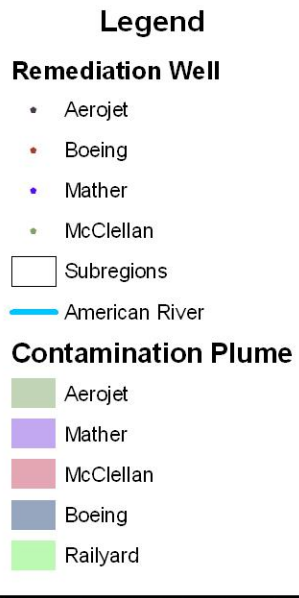 Legend
Remediation Well
Aerojet
Boeing
Mather
McClellan
Subregions
American River
Contamination Plume
Aerojet
Mather
McClellan
Boeing
Railyard